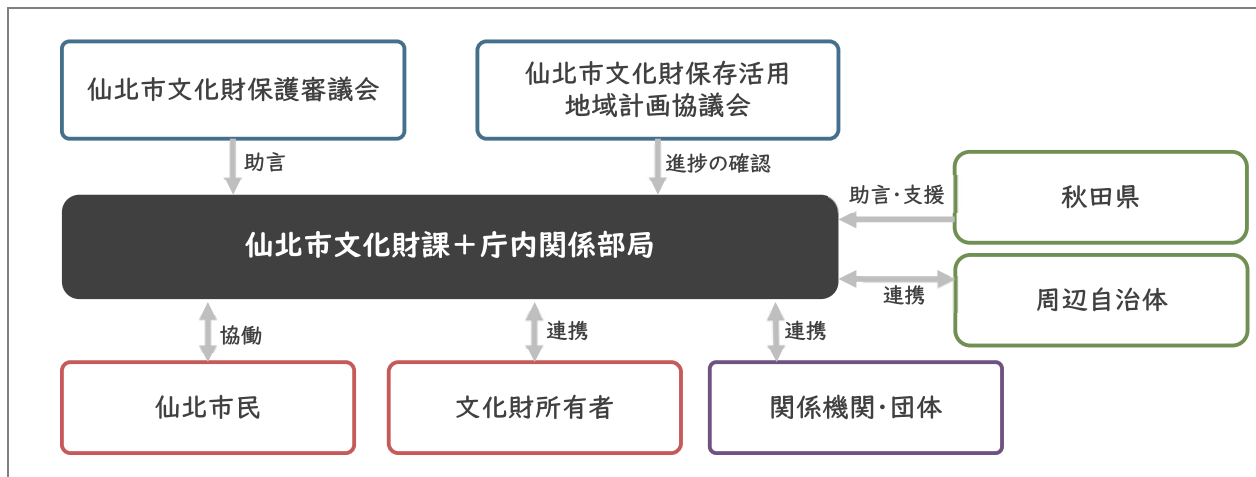 仙北市文化財保護審議会
仙北市文化財保存活用
地域計画協議会
助言
進捗の確認
秋田県
助言・支援
仙北市文化財課＋庁内関係部局
周辺自治体
連携
協働
連携
連携
仙北市民
文化財所有者
関係機関・団体